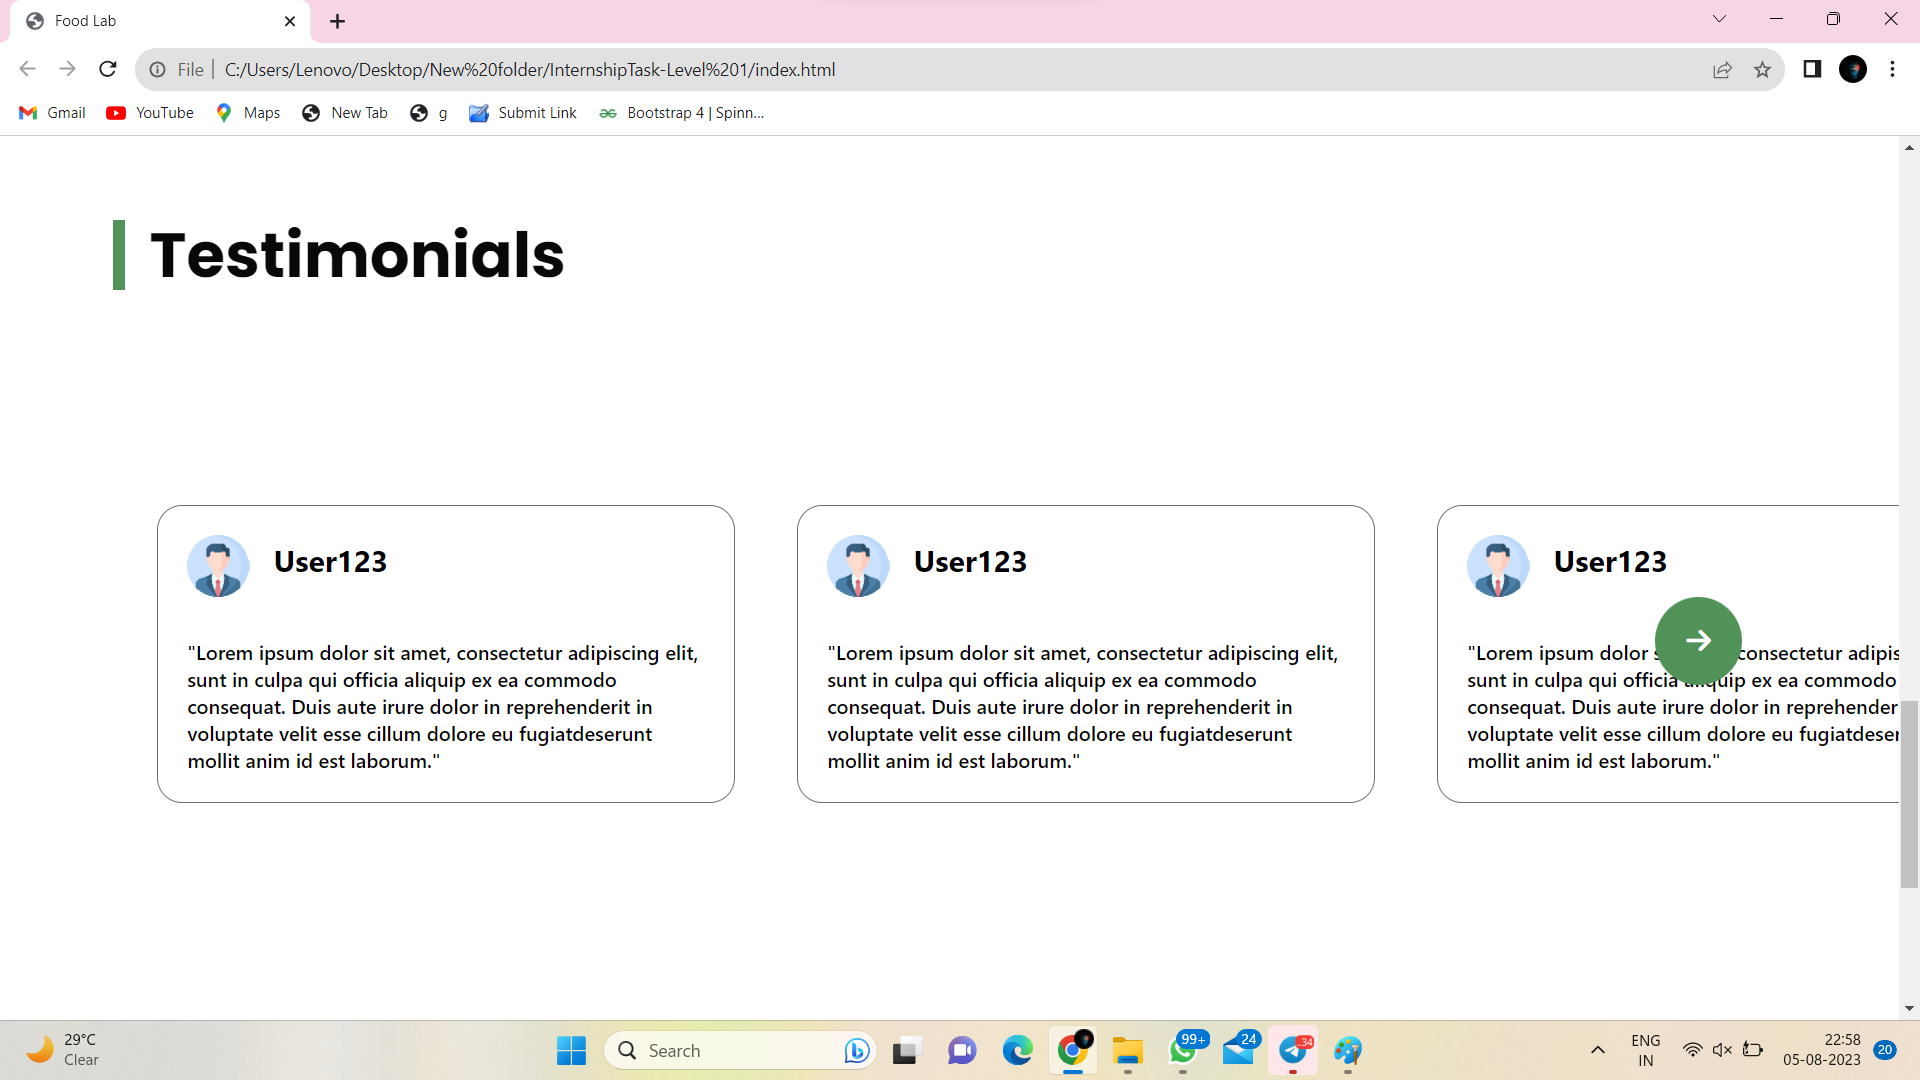 Food Lab
File
C:/Users/Lenovo/Desktop/New%20folder/InternshipTask-Level%201/index.html
Gmail
YouTube
Maps
New Tab
g
Submit Link
Bootstrap 4 | Spinn...
Testimonials
User123
"Lorem ipsum dolor sit amet, consectetur adipiscing elit,
sunt in culpa qui officia aliquip ex ea commodo
consequat. Duis aute irure dolor in reprehenderit in
voluptate velit esse cillum dolore eu fugiatdeserunt
mollit anim id est laborum."
User123
"Lorem ipsum dolor sit amet, consectetur adipiscing elit,
sunt in culpa qui officia aliquip ex ea commodo
consequat. Duis aute irure dolor in reprehenderit in
voluptate velit esse cillum dolore eu fugiatdeserunt
mollit anim id est laborum."
User123
"Lorem ipsum dolor consectetur adipis
sunt in culpa qui officia aliquip ex ea commodo
consequat. Duis aute irure dolor in reprehender
voluptate velit esse cillum dolore eu fugiatdeser
mollit anim id est laborum."
29°C
Clear
Search
99+
24
..34
ENG
IN
22:58
05-08-2023
20